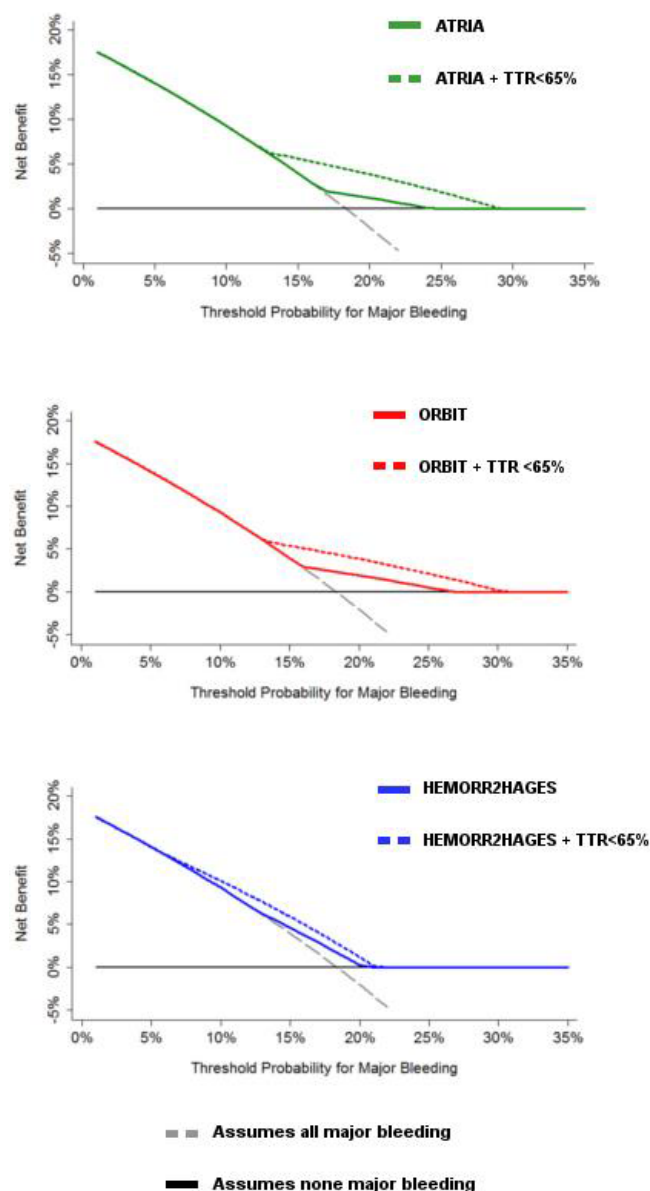 ATRIA
ATRIA + TTR<65%
Net Benefit
20%
15%
10%
5%
0%
-5%
0% 5% 10% 15% 20% 25% 30% 35%
Threshold Probability for Major Bleeding
ORBIT
ORBIT + TTR <65%
Net Benefit
20%
15%
10%
5%
0%
-5%
0% 5% 10% 15% 20% 25% 30% 35%
Threshold Probability for Major Bleeding
HEMORR2HAGES
HEMORR2HAGES + TTR<65%
Net Benefit
20%
15%
10%
5%
0%
-5%
0% 5% 10% 15% 20% 25% 30% 35%
Threshold Probability for Major Bleeding
Assumes all major bleeding
Assumes none major bleeding